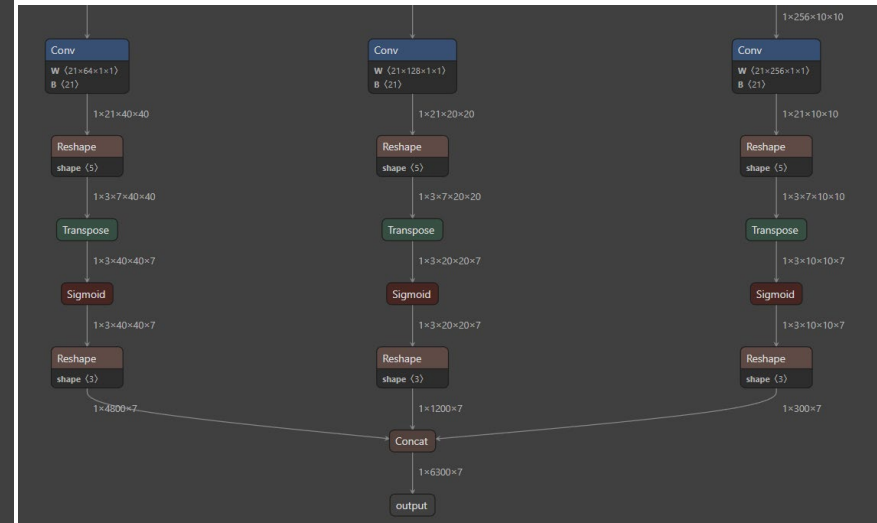 1×256×10×10
Conv
W ⟨21×64×1×1⟩
B ⟨21⟩
Conv
W ⟨21×128×1×1⟩
B ⟨21⟩
Conv
W ⟨21×256×1×1⟩
B ⟨21⟩
1×21×40×40
1×21×20×20
1×21×10×10
Reshape
shape ⟨5⟩
Reshape
shape ⟨5⟩
Reshape
shape ⟨5⟩
1×3×7×40×40
1×3×7×20×20
1×3×7×10×10
Transpose
Transpose
Transpose
1×3×40×40×7
1×3×20×20×7
1×3×10×10×7
Sigmoid
Sigmoid
Sigmoid
1×3×40×40×7
1×3×20×20×7
1×3×10×10×7
Reshape
shape ⟨3⟩
Reshape
shape ⟨3⟩
Reshape
shape ⟨3⟩
1×4800×7
1×1200×7
1×300×7
Concat
1×6300×7
output